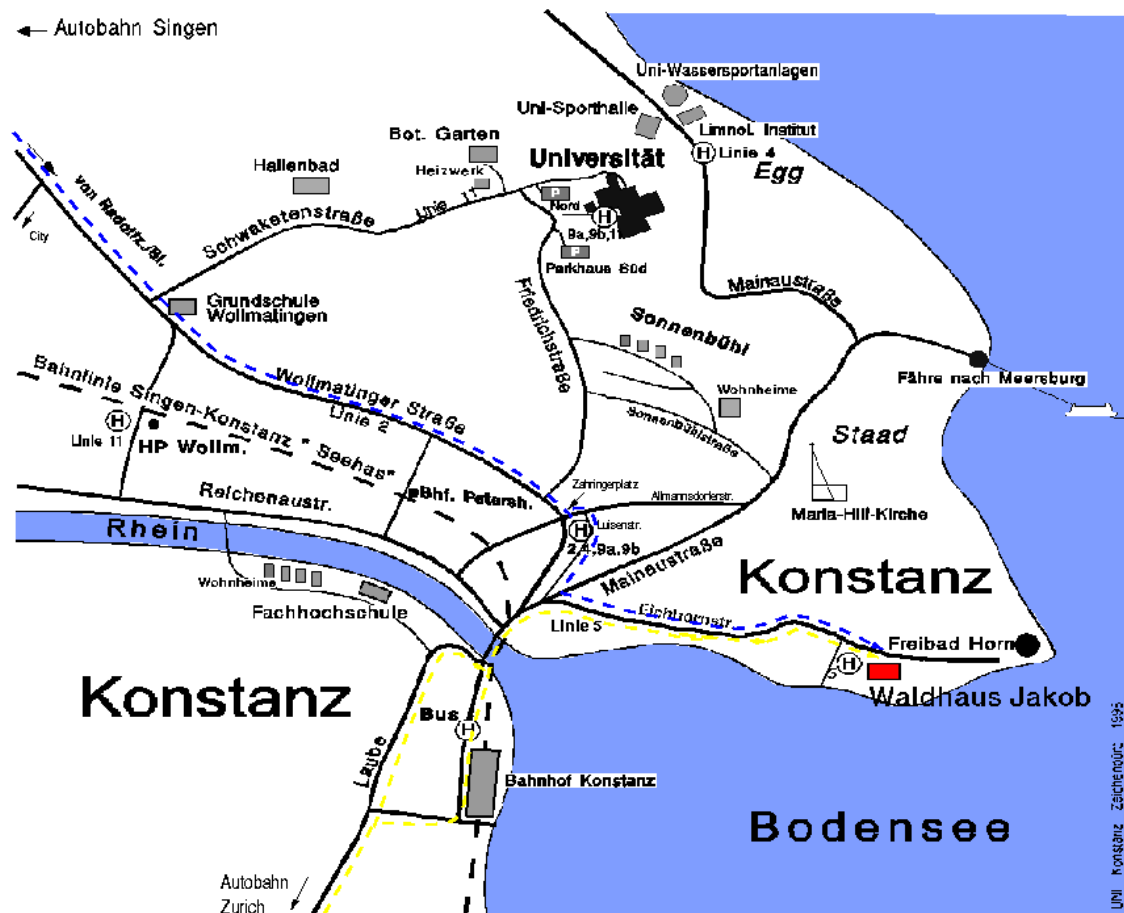 Autobahn Singen
Uni-Wassersportanlagen
Uni-Sporthalle
Limnol. Institut
Bot. Garten
Universität
H Linie 4
Egg
Hallenbad
Heizwerk
Linie 11
P
Nord
H
9a,9b,11
P
Parkhaus Süd
von Radolfz./Si.
City
Schwaketenstraße
Mainaustraße
Grundschule
Wollmatingen
Friedrichstraße
Sonnenbühl
Fähre nach Meersburg
Wohnheime
Sonnenbühlstraße
Staad
Wollmatinger Straße
Linie 2
Bahnlinie Singen-Konstanz " Seehas"
H
Linie 11
HP Wollm.
Reichenaustr.
Bhf. Petersh.
Zahringerplatz
Allmannsdorferstr.
Maria-Hilf-Kirche
H
Luisenstr.
2,4,9a,9b
Rhein
Mainaustraße
Konstanz
Wohnheime
Fachhochschule
Eichhornstr.
Linie 5
Freibad Horn
H
5
Waldhaus Jakob
Konstanz
Bus
H
Laube
Bahnhof Konstanz
Bodensee
Autobahn
Zurich
UNI Konstanz